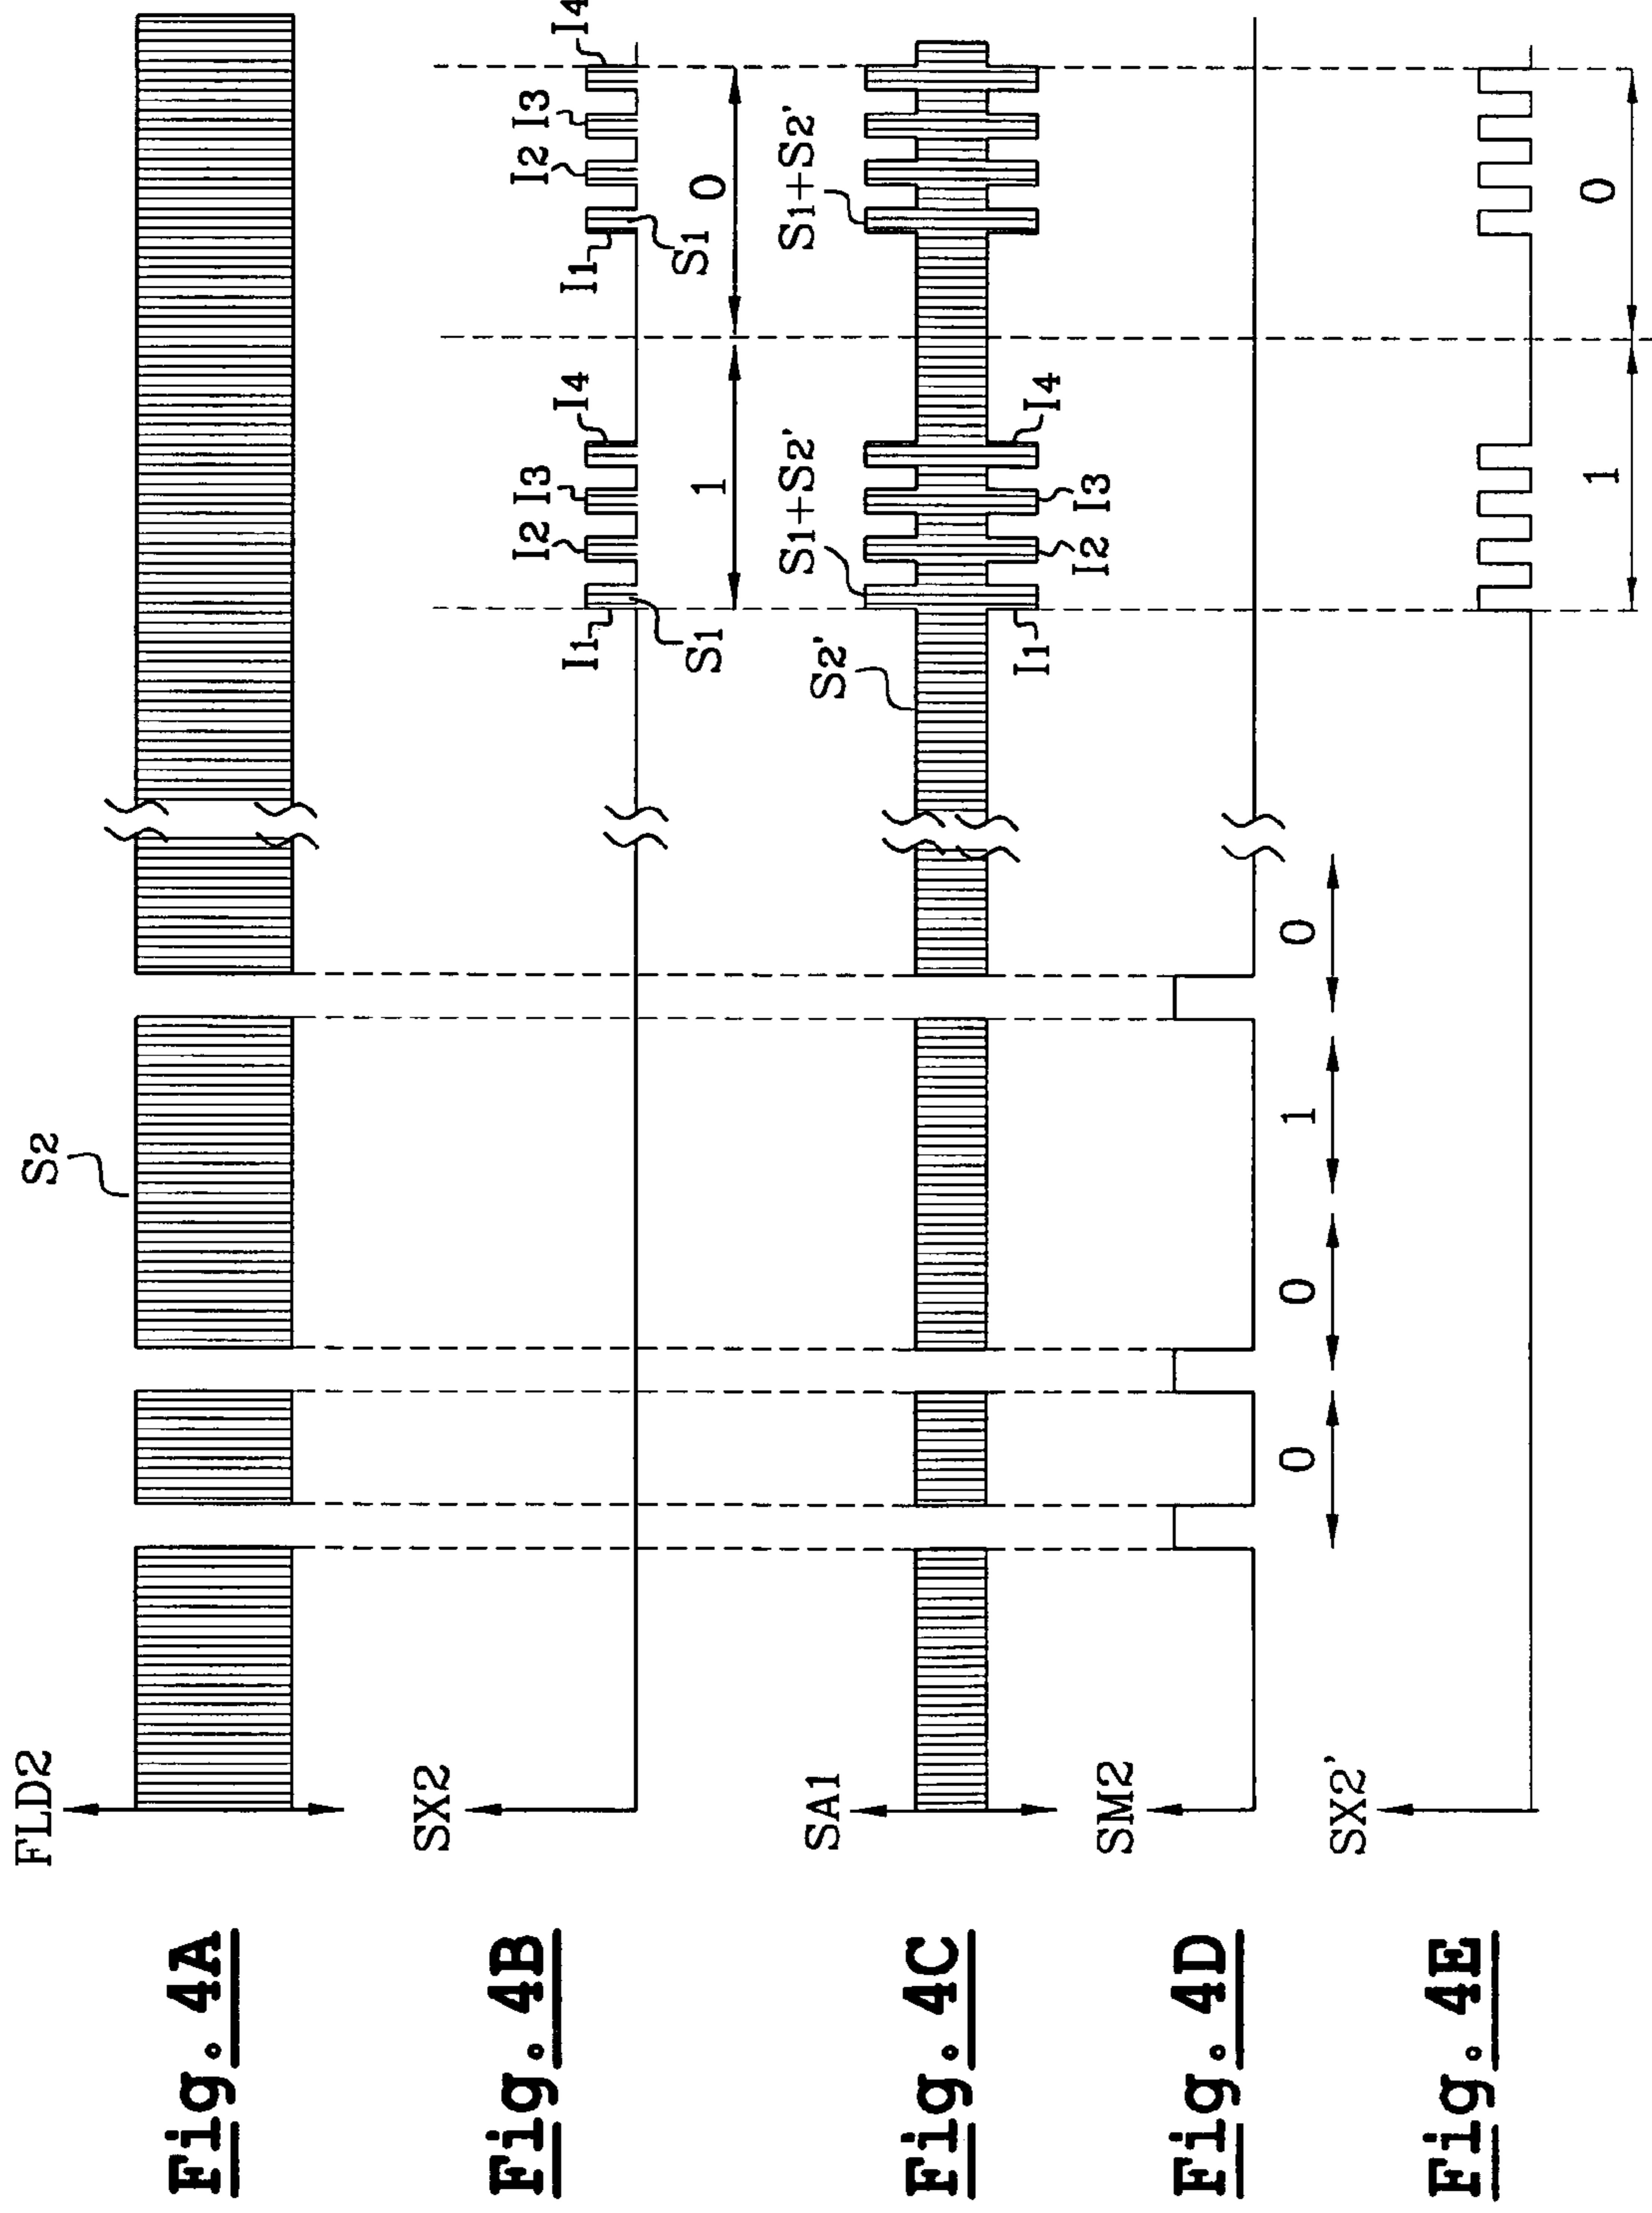 FLD2
S2
Fig. 4A
SX2
I1 I2 I3 I4
S1
1
I1 I2 I3 I4
S1
0
Fig. 4B
SA1
S2'
S1+S2'
S1+S2'
I1 I2 I3 I4
Fig. 4C
SM2
0 0 1 0
Fig. 4D
SX2'
1 0
Fig. 4E